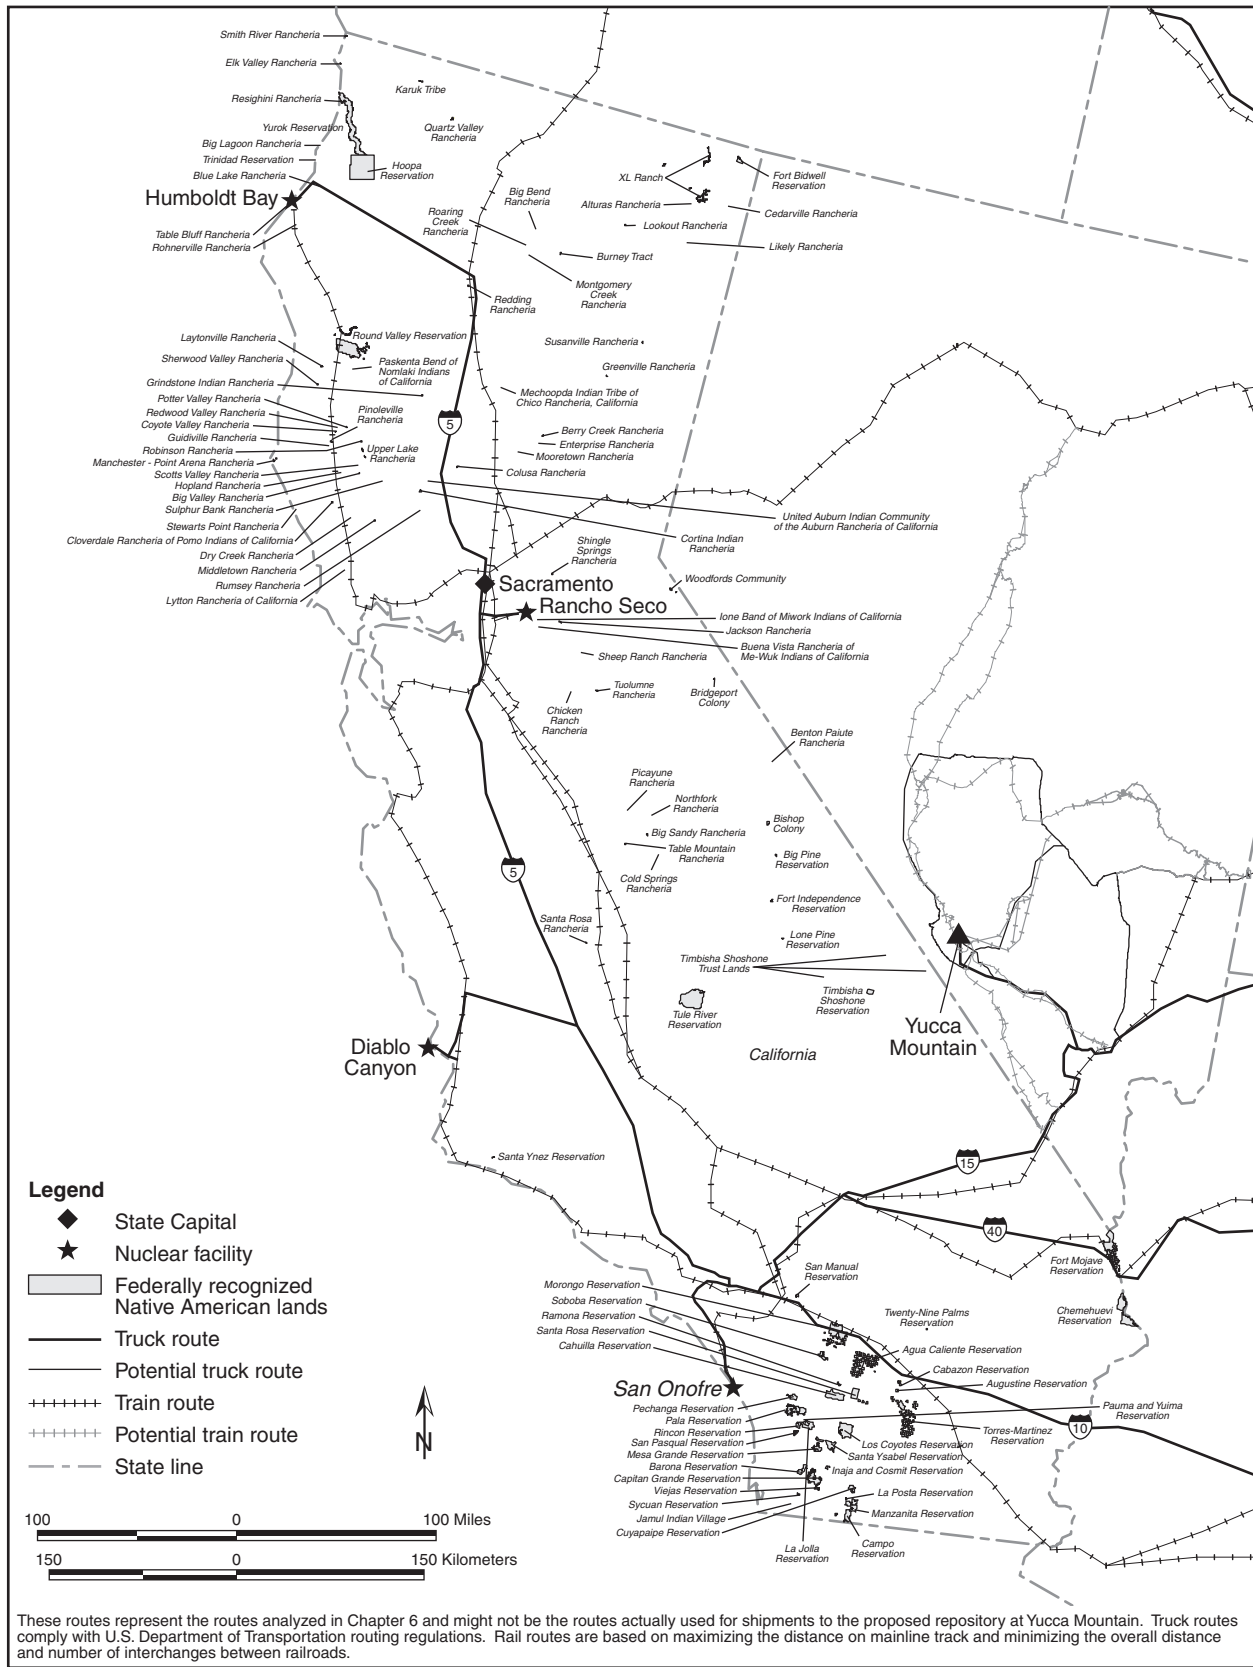 Smith River Rancheria
Elk Valley Rancheria
Karuk Tribe
Resighini Rancheria
Yurok Reservation
Quartz Valley
Rancheria
Big Lagoon Rancheria
Trinidad Reservation
Blue Lake Rancheria
Hoopa
Reservation
XL Ranch
Fort Bidwell
Reservation
Humboldt Bay
Big Bend
Rancheria
Alturas Rancheria
Cedarville Rancheria
Roaring
Creek
Rancheria
Lookout Rancheria
Table Bluff Rancheria
Rohnerville Rancheria
Likely Rancheria
Burney Tract
Montgomery
Creek
Rancheria
Redding
Rancheria
Laytonville Rancheria
Round Valley Reservation
Susanville Rancheria
Sherwood Valley Rancheria
Paskenta Bend of
Nomlaki Indians
of California
Greenville Rancheria
Grindstone Indian Rancheria
Mechoopda Indian Tribe of
Chico Rancheria, California
Potter Valley Rancheria
Pinoleville
Rancheria
Redwood Valley Rancheria
Coyote Valley Rancheria
5
Guidiville Rancheria
Berry Creek Rancheria
Enterprise Rancheria
Mooretown Rancheria
Robinson Rancheria
Upper Lake
Rancheria
Manchester - Point Arena Rancheria
Colusa Rancheria
Scotts Valley Rancheria
Hopland Rancheria
Big Valley Rancheria
Sulphur Bank Rancheria
Stewarts Point Rancheria
United Auburn Indian Community
of the Auburn Rancheria of California
Cloverdale Rancheria of Pomo Indians of California
Cortina Indian
Rancheria
Dry Creek Rancheria
Shingle
Springs
Rancheria
Middletown Rancheria
Rumsey Rancheria
Lytton Rancheria of California
Woodfords Community
Sacramento
Rancho Seco
Ione Band of Miwork Indians of California
Jackson Rancheria
Buena Vista Rancheria of
Me-Wuk Indians of California
Sheep Ranch Rancheria
Tuolumne
Rancheria
Bridgeport
Colony
Chicken
Ranch
Rancheria
Benton Paiute
Rancheria
Picayune
Rancheria
Northfork
Rancheria
Bishop
Colony
Big Sandy Rancheria
Table Mountain
Rancheria
Big Pine
Reservation
5
Cold Springs
Rancheria
Fort Independence
Reservation
Santa Rosa
Rancheria
Lone Pine
Reservation
Timbisha Shoshone
Trust Lands
Timbisha
Shoshone
Reservation
Tule River
Reservation
Yucca
Mountain
Diablo
Canyon
California
Santa Ynez Reservation
15
40
Fort Mojave
Reservation
San Manual
Reservation
Morongo Reservation
Soboba Reservation
Ramona Reservation
Santa Rosa Reservation
Cahuilla Reservation
Twenty-Nine Palms
Reservation
Chemehuevi
Reservation
Agua Caliente Reservation
Cabazon Reservation
Augustine Reservation
San Onofre
Pechanga Reservation
Pala Reservation
Rincon Reservation
San Pasqual Reservation
Mesa Grande Reservation
Barona Reservation
Capitan Grande Reservation
Viejas Reservation
Sycuan Reservation
Jamul Indian Village
Cuyapaipe Reservation
Pauma and Yuima
Reservation
10
Torres-Martinez
Reservation
Los Coyotes Reservation
Santa Ysabel Reservation
Inaja and Cosmit Reservation
La Posta Reservation
Manzanita Reservation
La Jolla
Reservation
Campo
Reservation
Legend
State Capital
Nuclear facility
Federally recognized
Native American lands
Truck route
Potential truck route
Train route
Potential train route
State line
N
100 0 100 Miles
150 0 150 Kilometers
These routes represent the routes analyzed in Chapter 6 and might not be the routes actually used for shipments to the proposed repository at Yucca Mountain. Truck routes
comply with U.S. Department of Transportation routing regulations. Rail routes are based on maximizing the distance on mainline track and minimizing the overall distance
and number of interchanges between railroads.